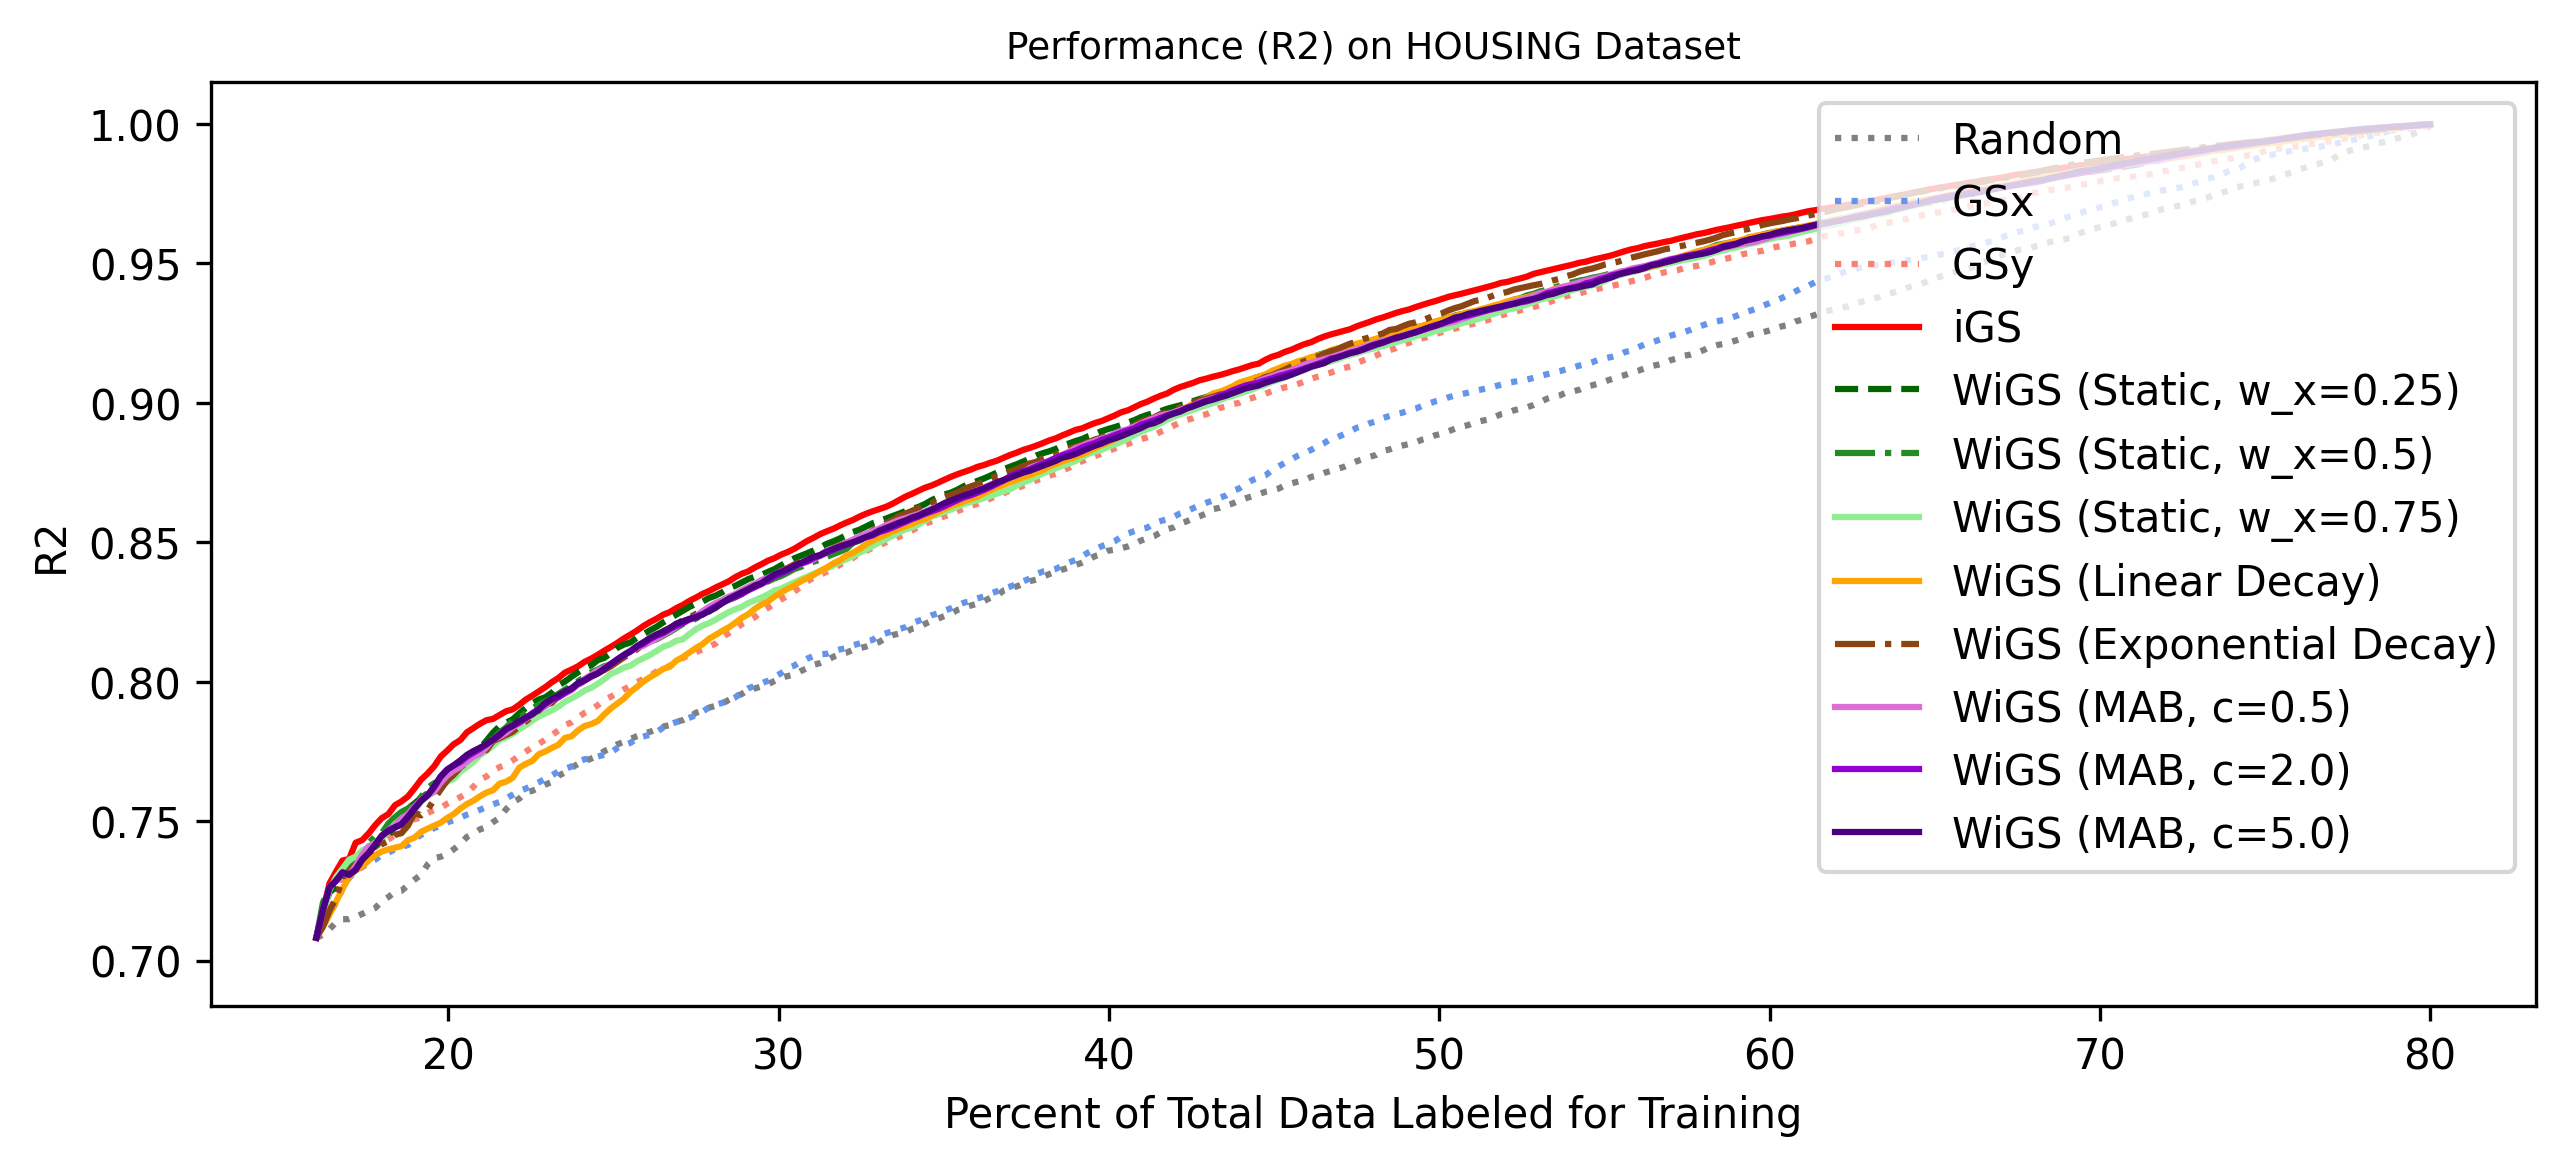 Performance (R2) on HOUSING Dataset
R2
1.00
0.95
0.90
0.85
0.80
0.75
0.70
20 30 40 50 60 70 80
Percent of Total Data Labeled for Training
Random
GSx
GSy
iGS
WiGS (Static, w_x=0.25)
WiGS (Static, w_x=0.5)
WiGS (Static, w_x=0.75)
WiGS (Linear Decay)
WiGS (Exponential Decay)
WiGS (MAB, c=0.5)
WiGS (MAB, c=2.0)
WiGS (MAB, c=5.0)